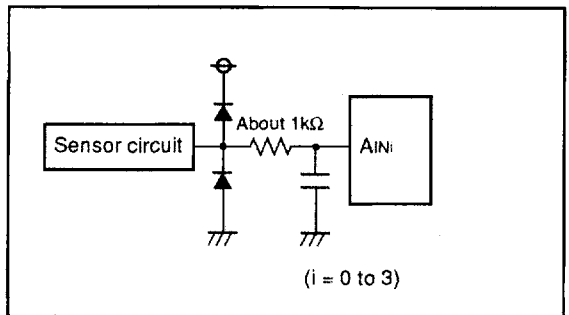 About 1kΩ
Sensor circuit
AINi
(i = 0 to 3)